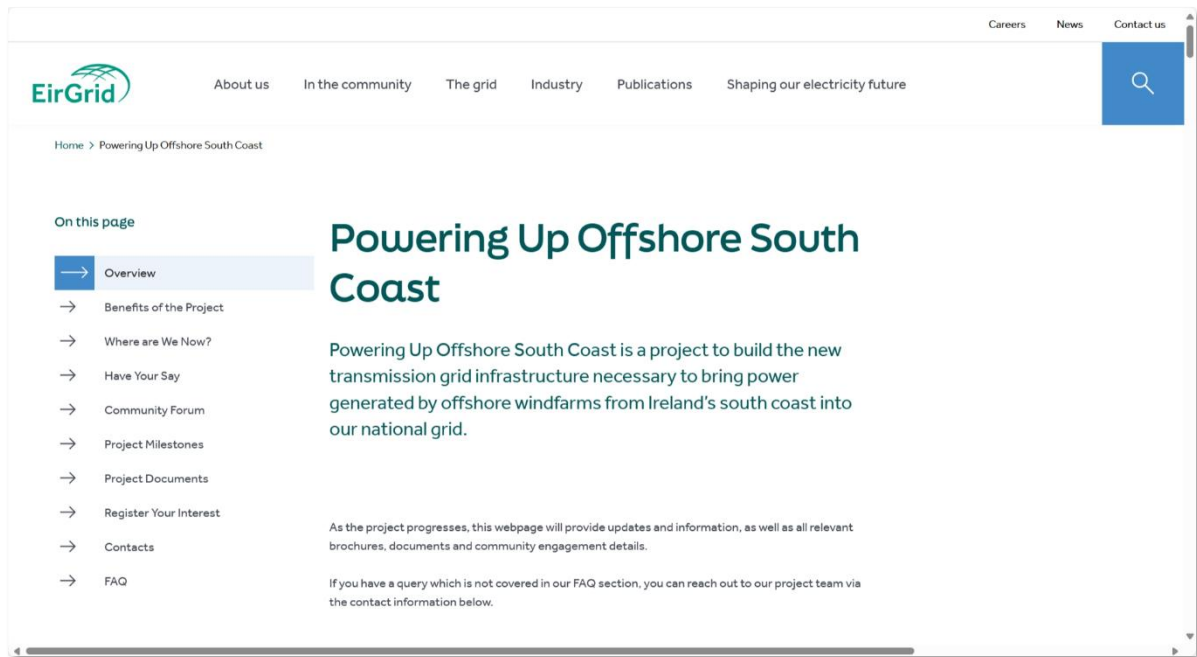 Careers News Contact us
EirGrid
About us In the community The grid Industry Publications Shaping our electricity future
Home > Powering Up Offshore South Coast
On this page
Overview
Benefits of the Project
Where are We Now?
Have Your Say
Community Forum
Project Milestones
Project Documents
Register Your Interest
Contacts
FAQ
Powering Up Offshore South
Coast
Powering Up Offshore South Coast is a project to build the new
transmission grid infrastructure necessary to bring power
generated by offshore windfarms from Ireland's south coast into
our national grid.
As the project progresses, this webpage will provide updates and information, as well as all relevant
brochures, documents and community engagement details.
If you have a query which is not covered in our FAQ section, you can reach out to our project team via
the contact information below.